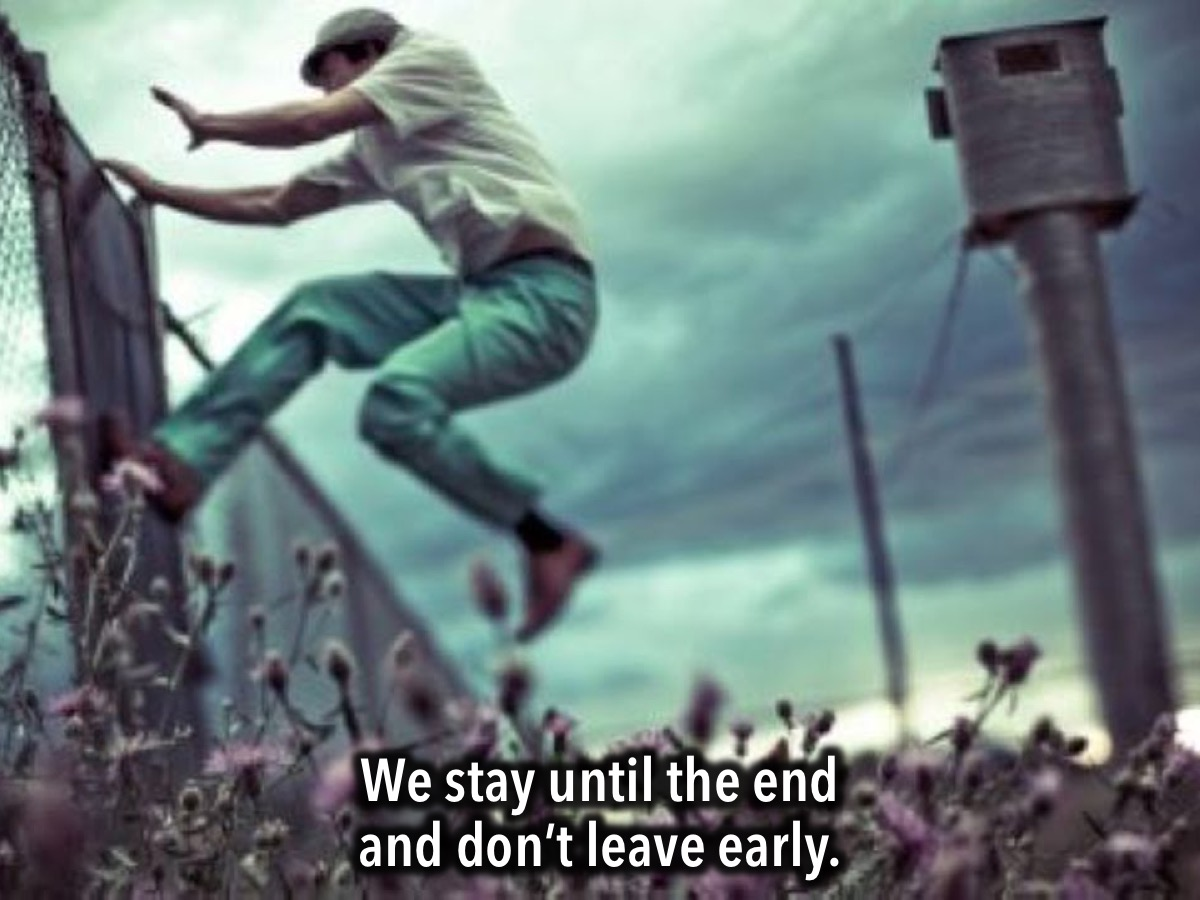 We stay until the end
and don’t leave early.